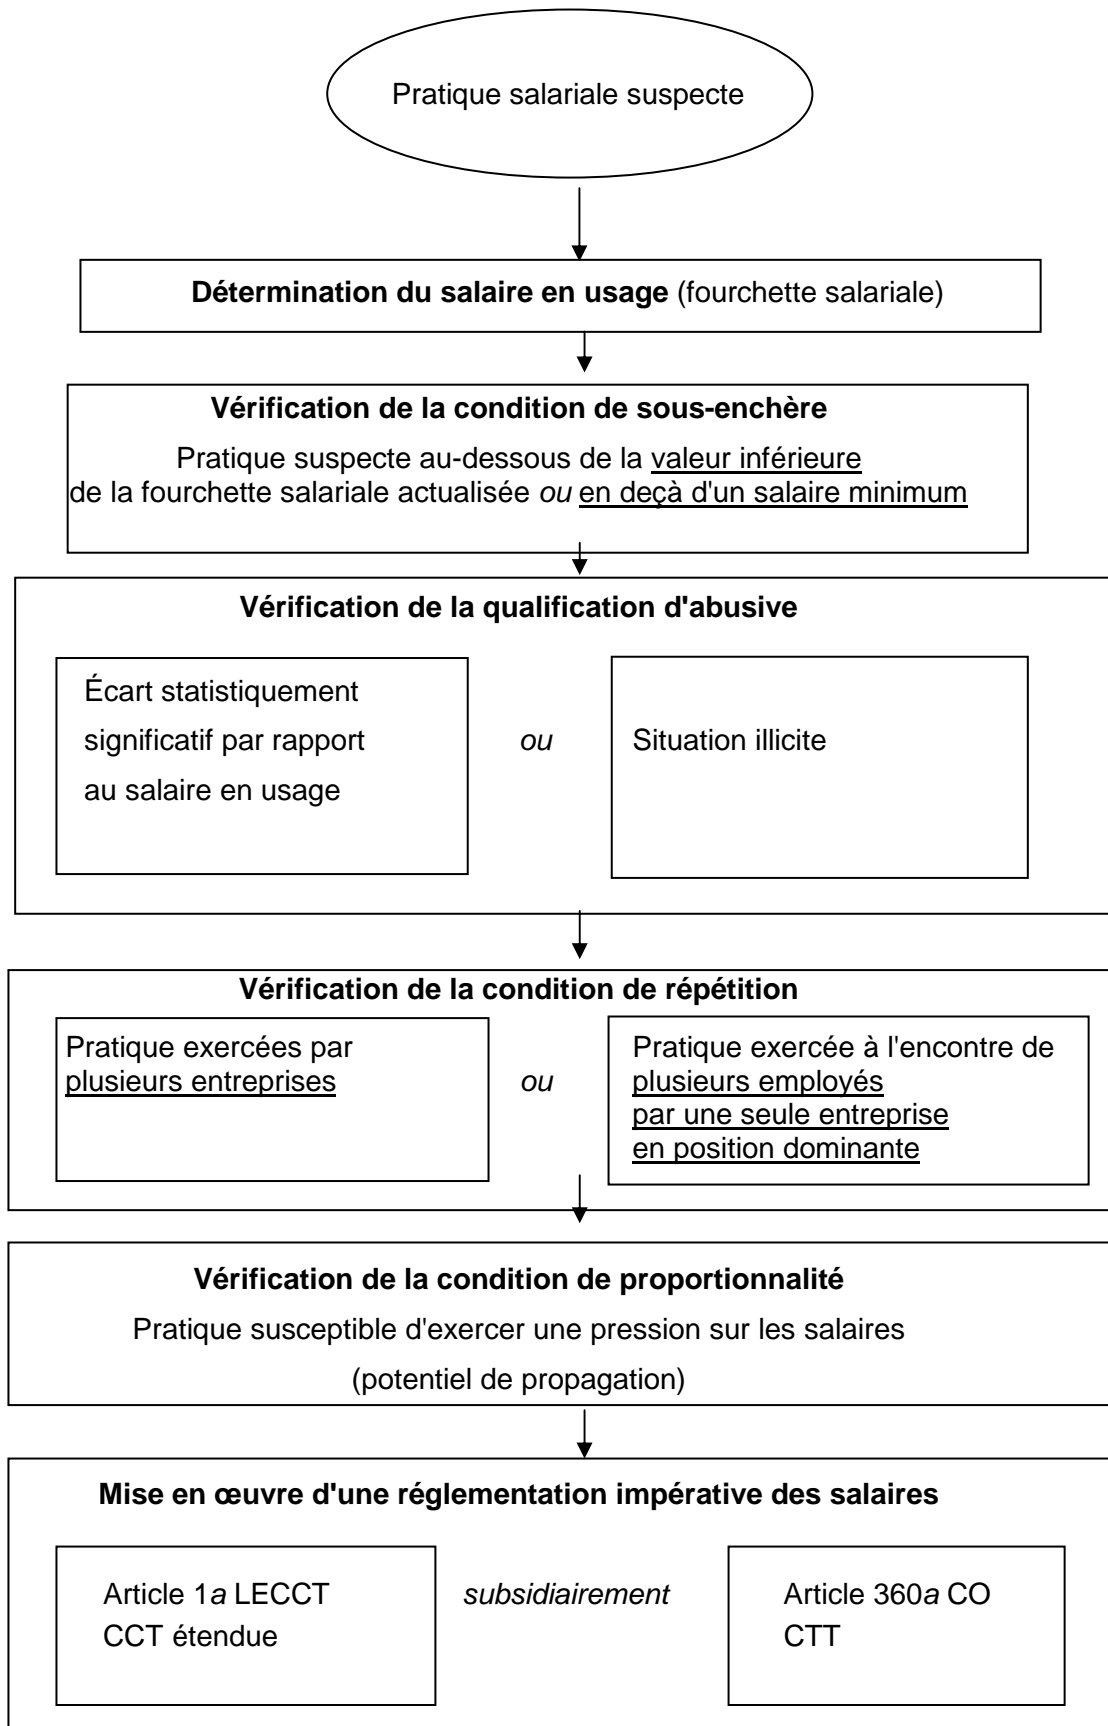 Pratique salariale suspecte
Détermination du salaire en usage (fourchette salariale)
Vérification de la condition de sous-enchère
Pratique suspecte au-dessous de la valeur inférieure
de la fourchette salariale actualisée ou en deçà d'un salaire minimum
Vérification de la qualification d'abusive
Écart statistiquement
significatif par rapport
au salaire en usage
ou
Situation illicite
Vérification de la condition de répétition
Pratique exercées par
plusieurs entreprises
ou
Pratique exercée à l'encontre de
plusieurs employés
par une seule entreprise
en position dominante
Vérification de la condition de proportionnalité
Pratique susceptible d'exercer une pression sur les salaires
(potentiel de propagation)
Mise en œuvre d'une réglementation impérative des salaires
Article 1a LECCT
CCT étendue
subsidiairement
Article 360a CO
CTT